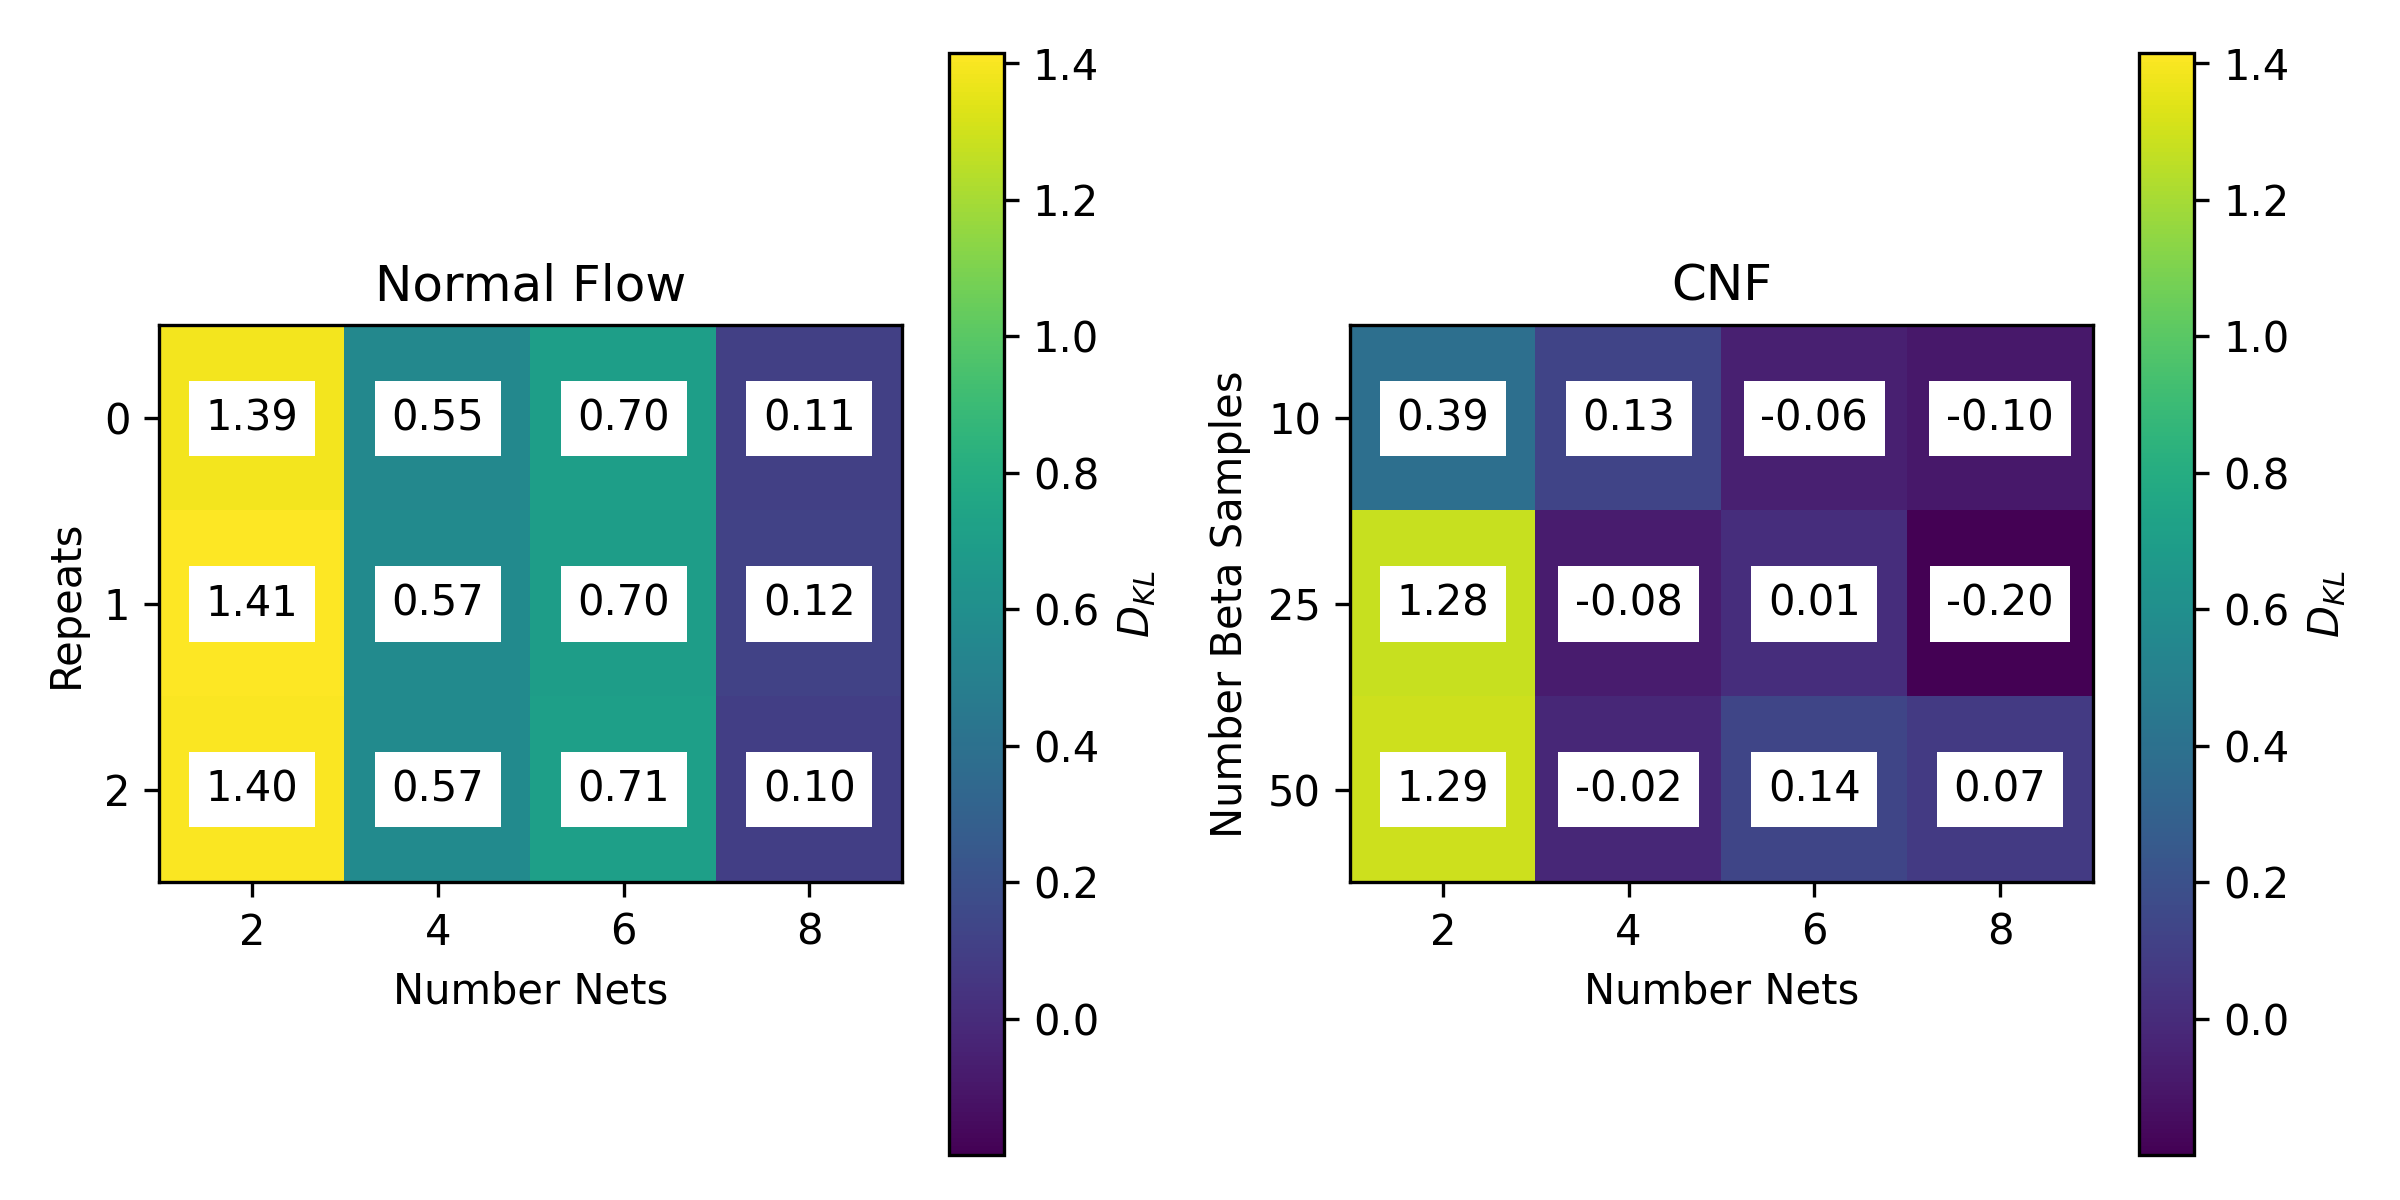 Normal Flow
Repeats
0 1.39 0.55 0.70 0.11
1 1.41 0.57 0.70 0.12
2 1.40 0.57 0.71 0.10
2 4 6 8
Number Nets
1.4
1.2
1.0
0.8
0.6
0.4
0.2
0.0
D_{KL}
CNF
Number Beta Samples
10 0.39 0.13 -0.06 -0.10
25 1.28 -0.08 0.01 -0.20
50 1.29 -0.02 0.14 0.07
2 4 6 8
Number Nets
1.4
1.2
1.0
0.8
0.6
0.4
0.2
0.0
D_{KL}